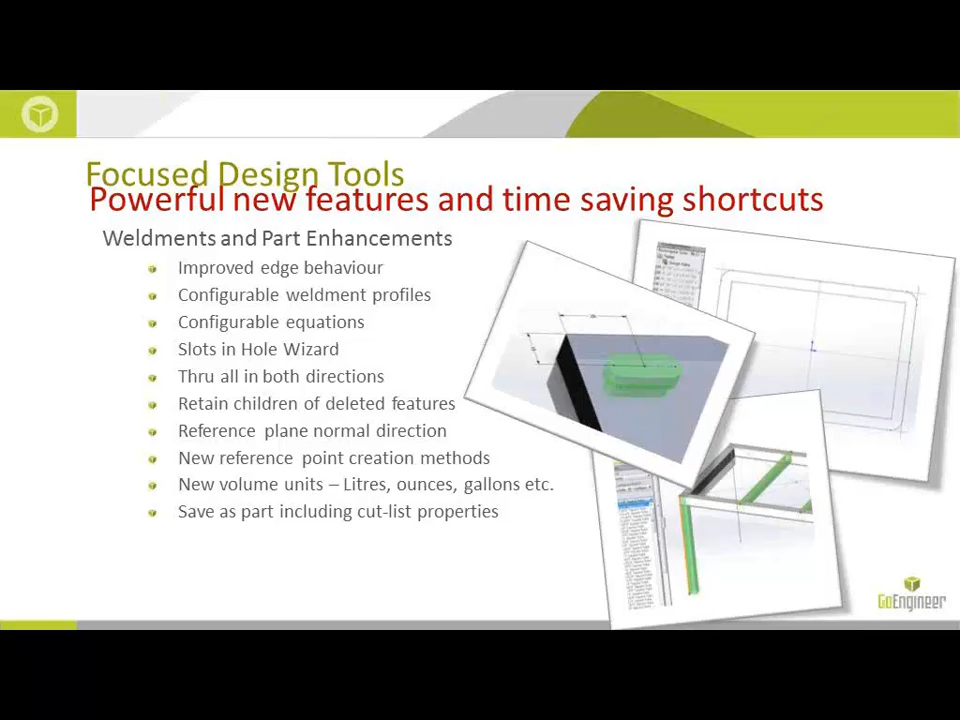 Focused Design Tools
Powerful new features and time saving shortcuts
Weldments and Part Enhancements
Improved edge behaviour
Configurable weldment profiles
Configurable equations
Slots in Hole Wizard
Thru all in both directions
Retain children of deleted features
Reference plane normal direction
New reference point creation methods
New volume units – Litres, ounces, gallons etc.
Save as part including cut-list properties
GoEngineer